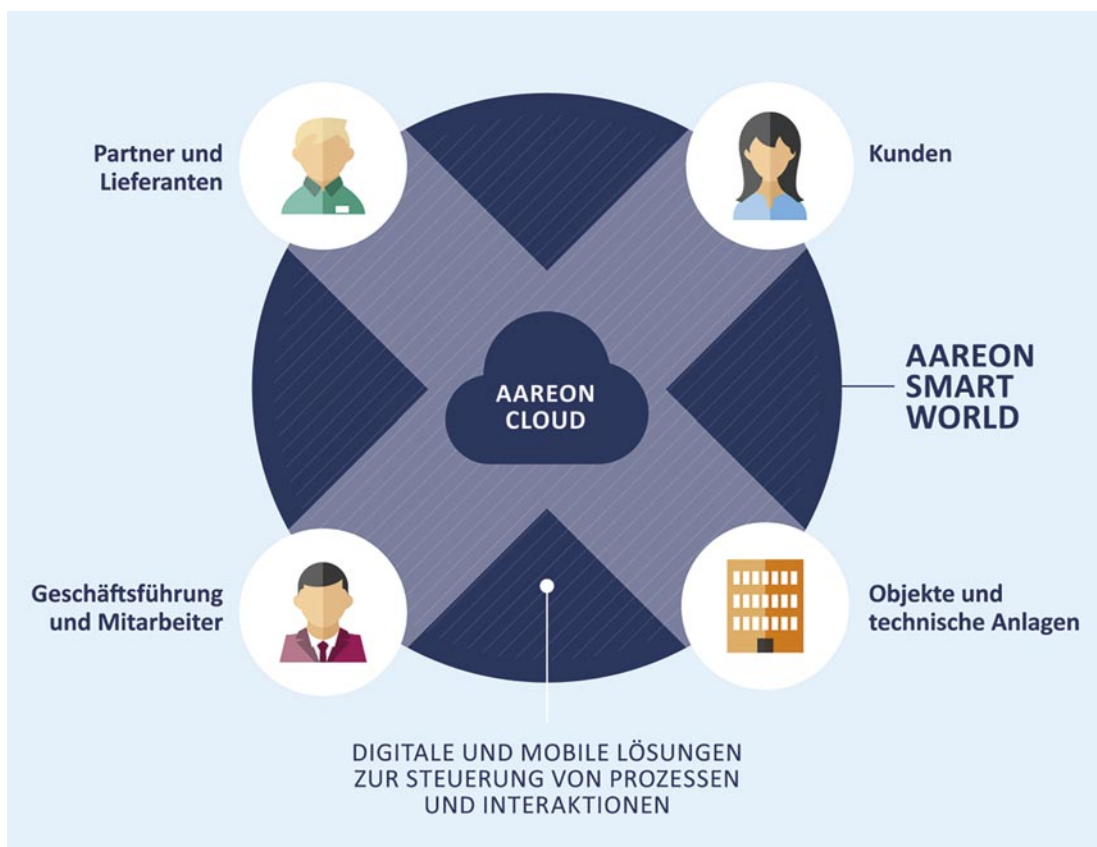 Partner und
Lieferanten
Kunden
AAREON
SMART
WORLD
AAREON
CLOUD
Geschäftsführung
und Mitarbeiter
Objekte und
technische Anlagen
DIGITALE UND MOBILE LÖSUNGEN
ZUR STEUERUNG VON PROZESSEN
UND INTERAKTIONEN